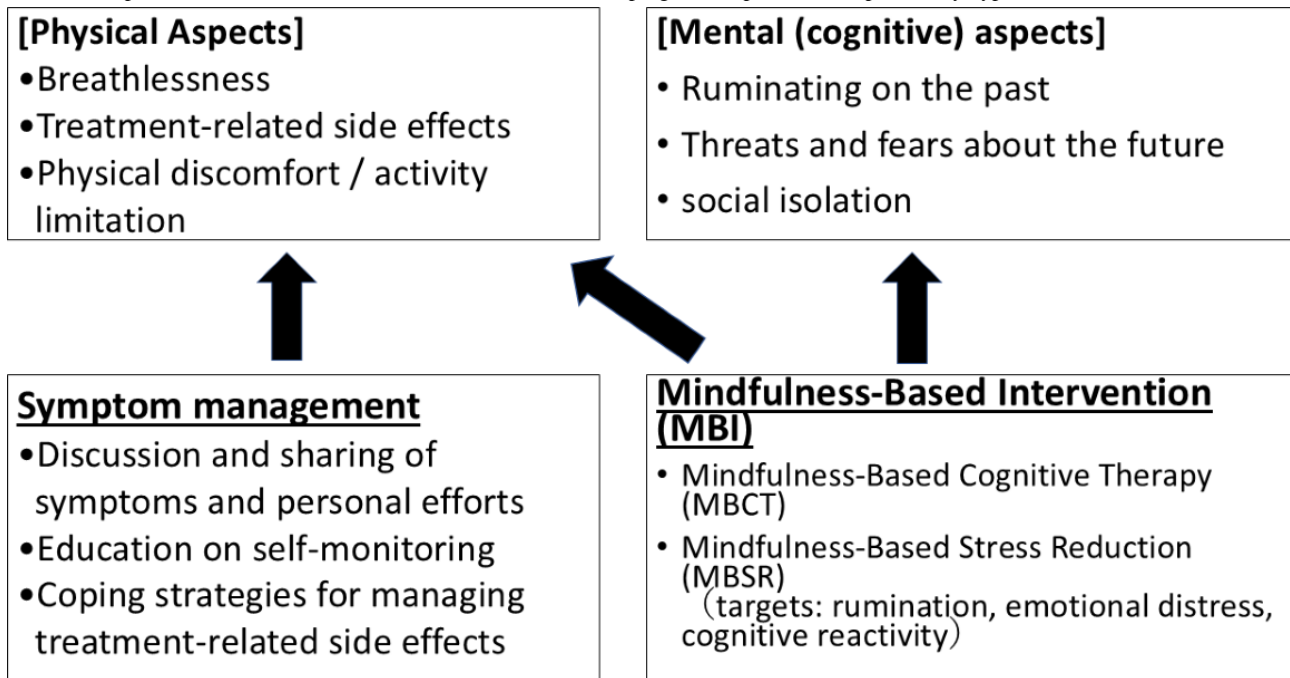 [Physical Aspects]
•Breathlessness
•Treatment-related side effects
•Physical discomfort / activity
limitation
[Mental (cognitive) aspects]
• Ruminating on the past
• Threats and fears about the future
• social isolation
Symptom management
•Discussion and sharing of
symptoms and personal efforts
•Education on self-monitoring
•Coping strategies for managing
treatment-related side effects
Mindfulness-Based Intervention
(MBI)
• Mindfulness-Based Cognitive Therapy
(MBCT)
• Mindfulness-Based Stress Reduction
(MBSR)
（targets: rumination, emotional distress,
cognitive reactivity）